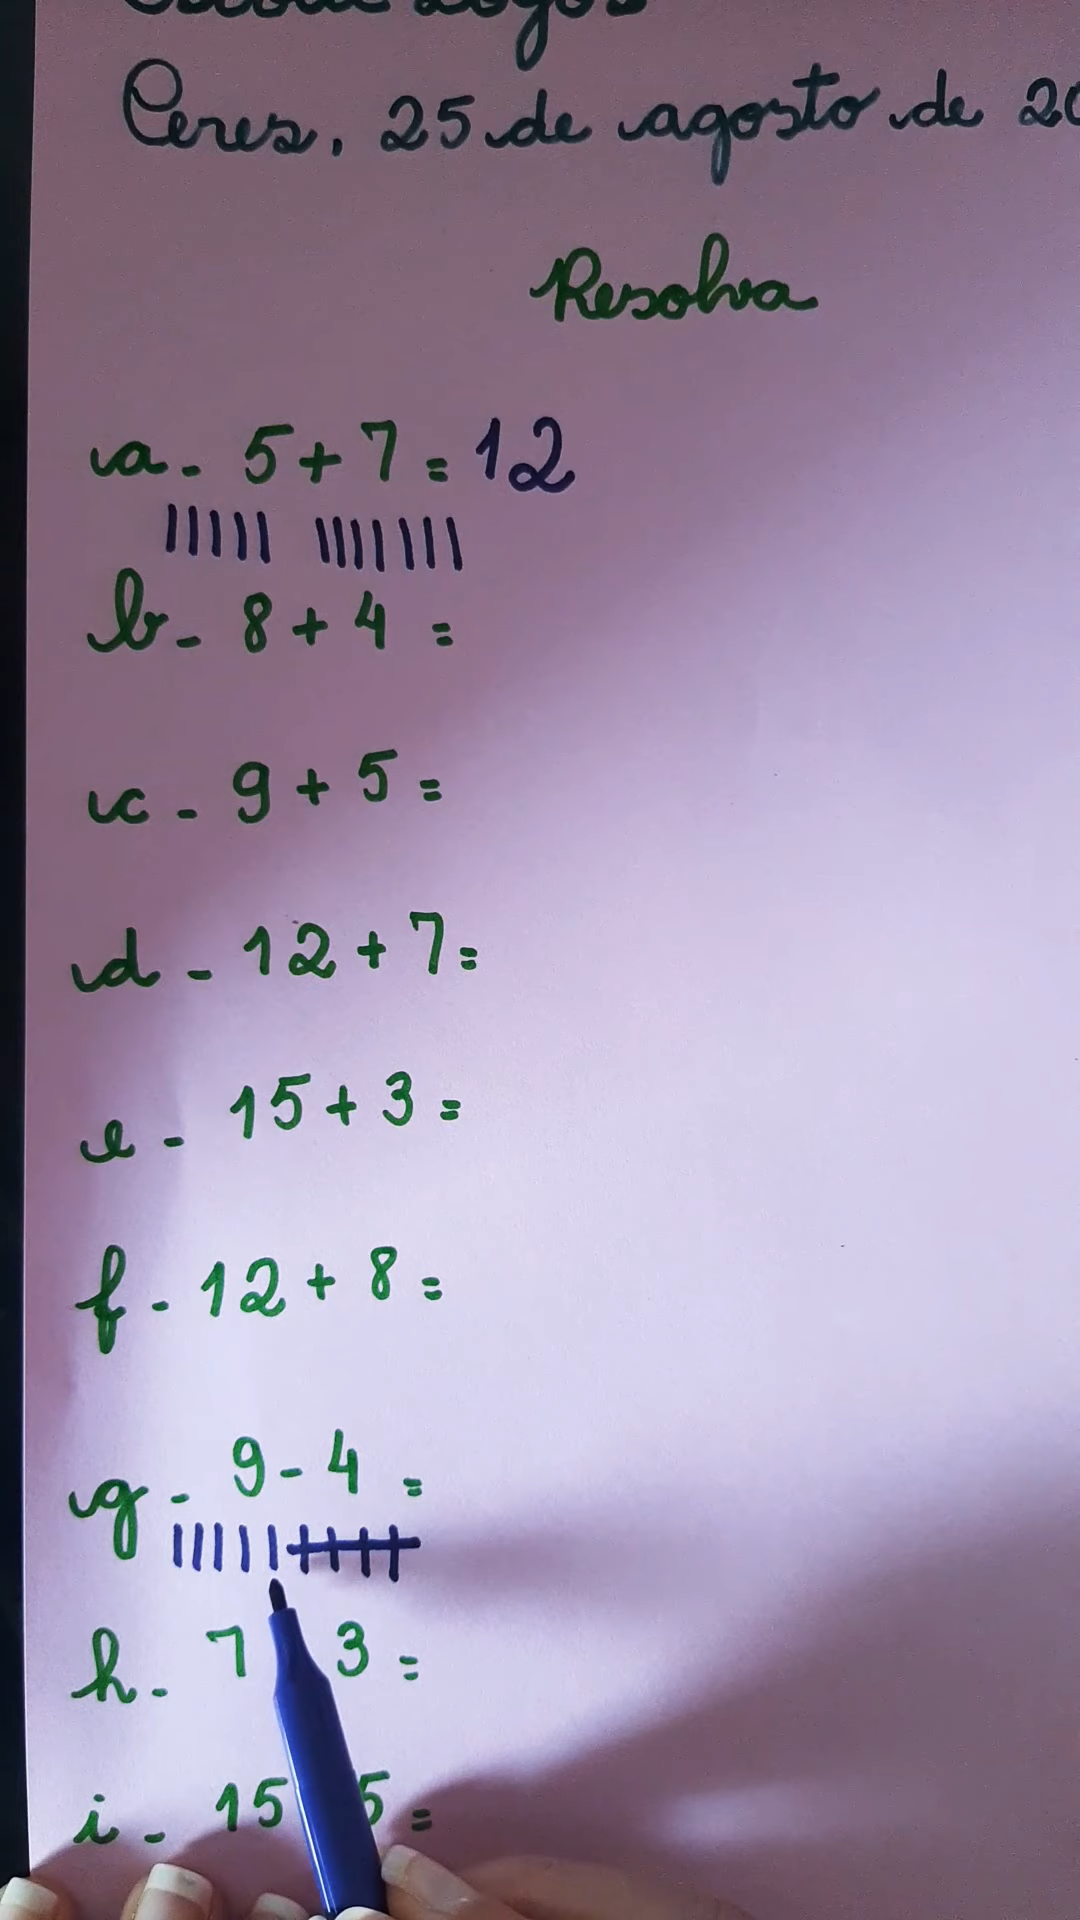 Ceres, 25 de agosto de 20
Resolva
a - 5 + 7 = 12
b - 8 + 4 =
c - 9 + 5 =
d - 12 + 7 =
e - 15 + 3 =
f - 12 + 8 =
g - 9 - 4 =
h - 7 3 =
i - 15 5 =